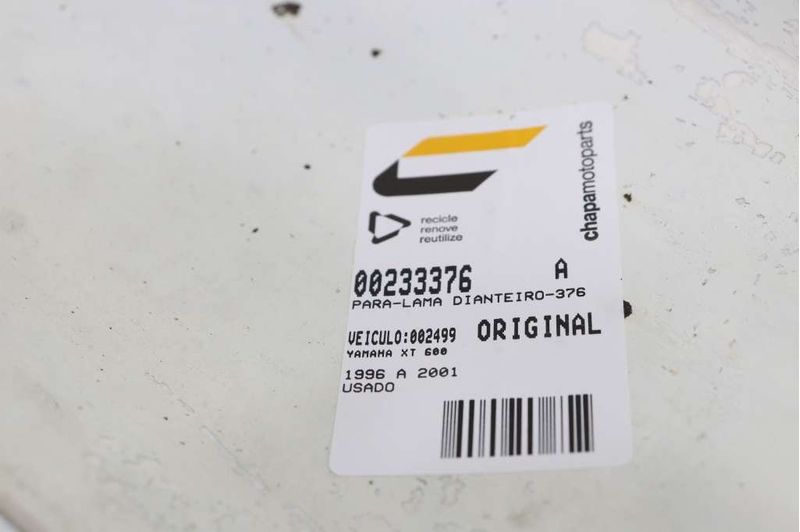 chapamotoparts
recicle
renove
reutilize
00233376 A
PARA-LAMA DIANTEIRO-376
VEICULO:002499 ORIGINAL
YAMAHA XT 600
1996 A 2001
USADO